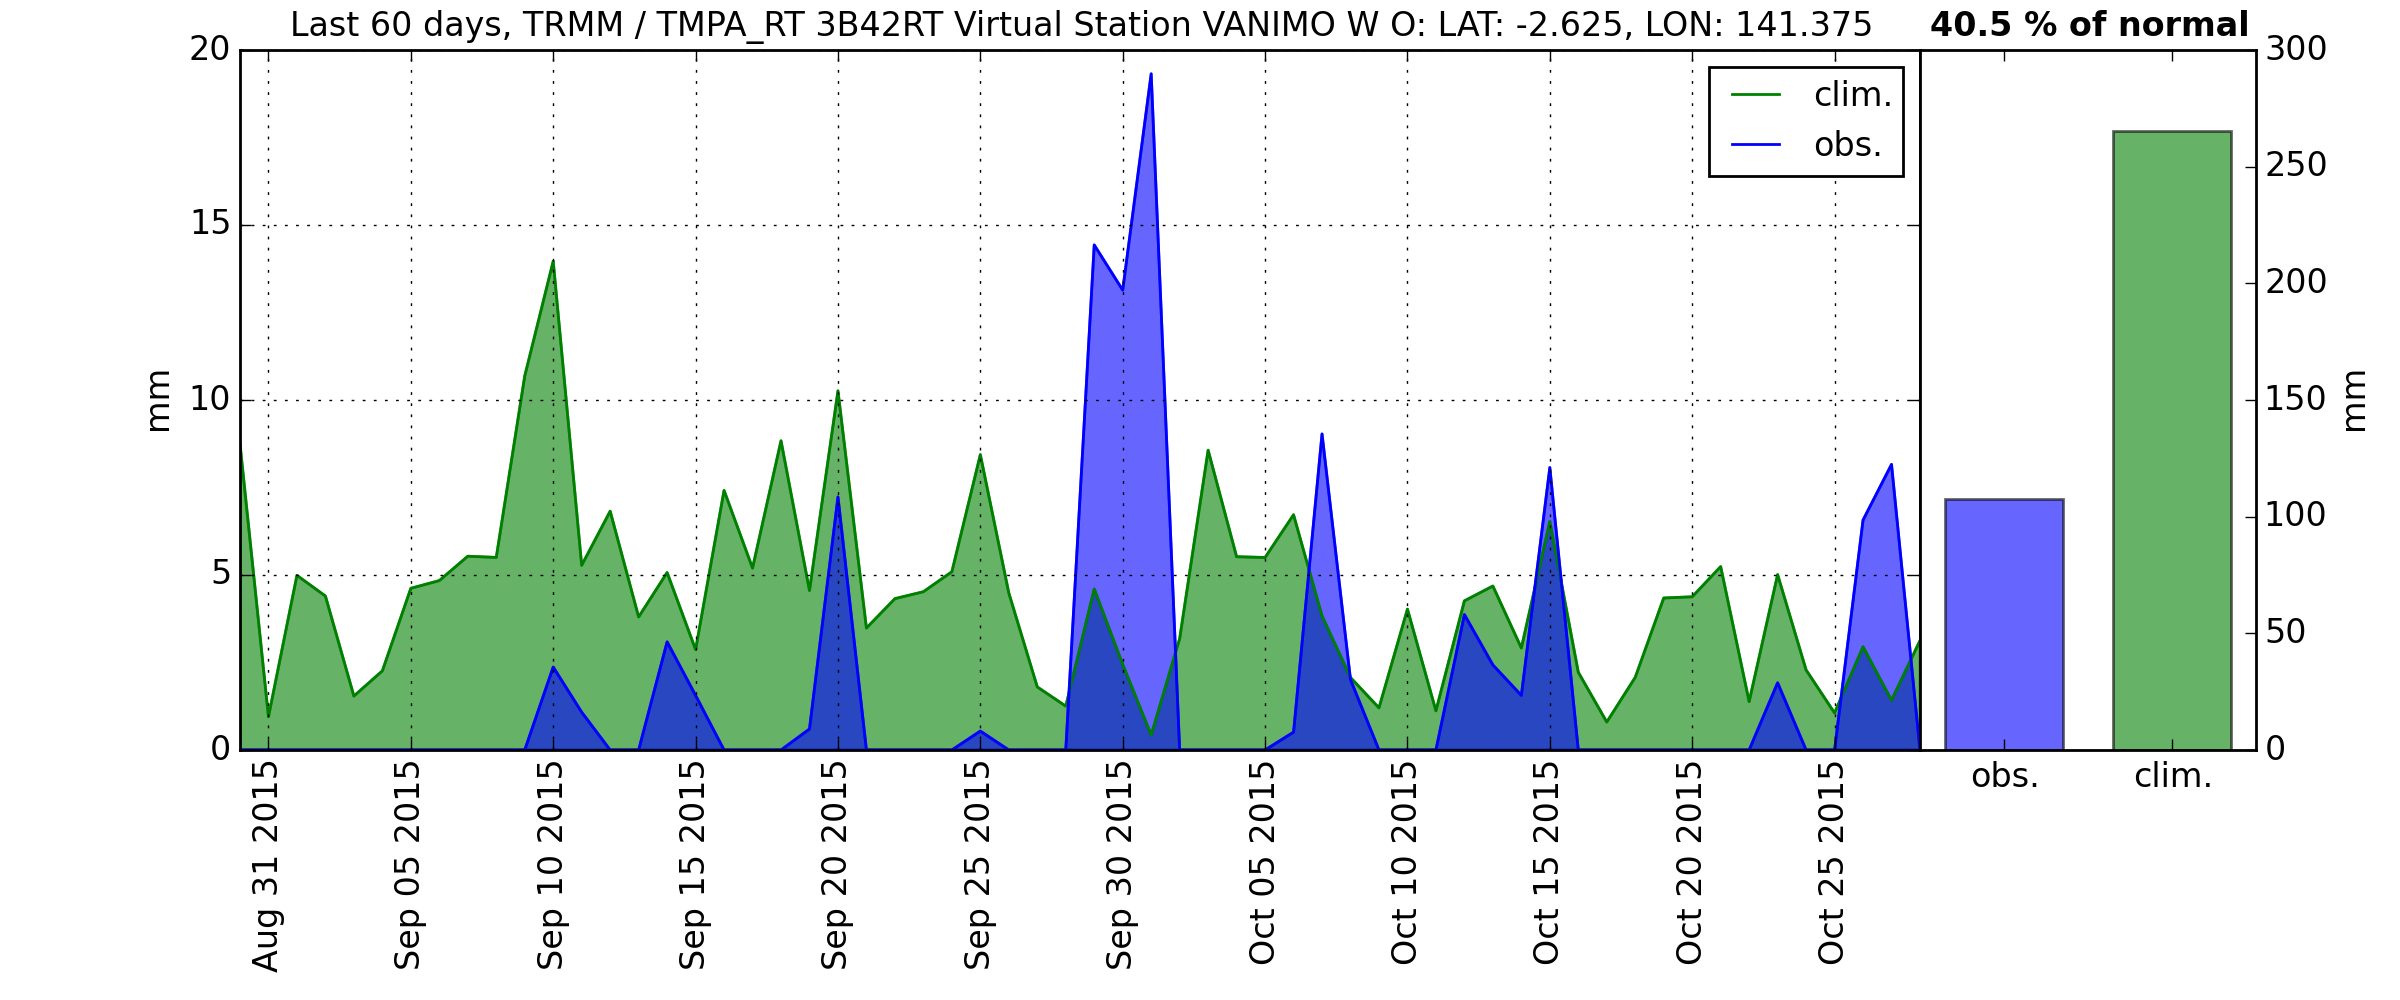 Last 60 days, TRMM / TMPA_RT 3B42RT Virtual Station VANIMO W O: LAT: -2.625, LON: 141.375
40.5 % of normal
20
15
10
5
0
mm
clim.
obs.
300
250
200
150
100
50
0
mm
Aug 31 2015
Sep 05 2015
Sep 10 2015
Sep 15 2015
Sep 20 2015
Sep 25 2015
Sep 30 2015
Oct 05 2015
Oct 10 2015
Oct 15 2015
Oct 20 2015
Oct 25 2015
obs.
clim.